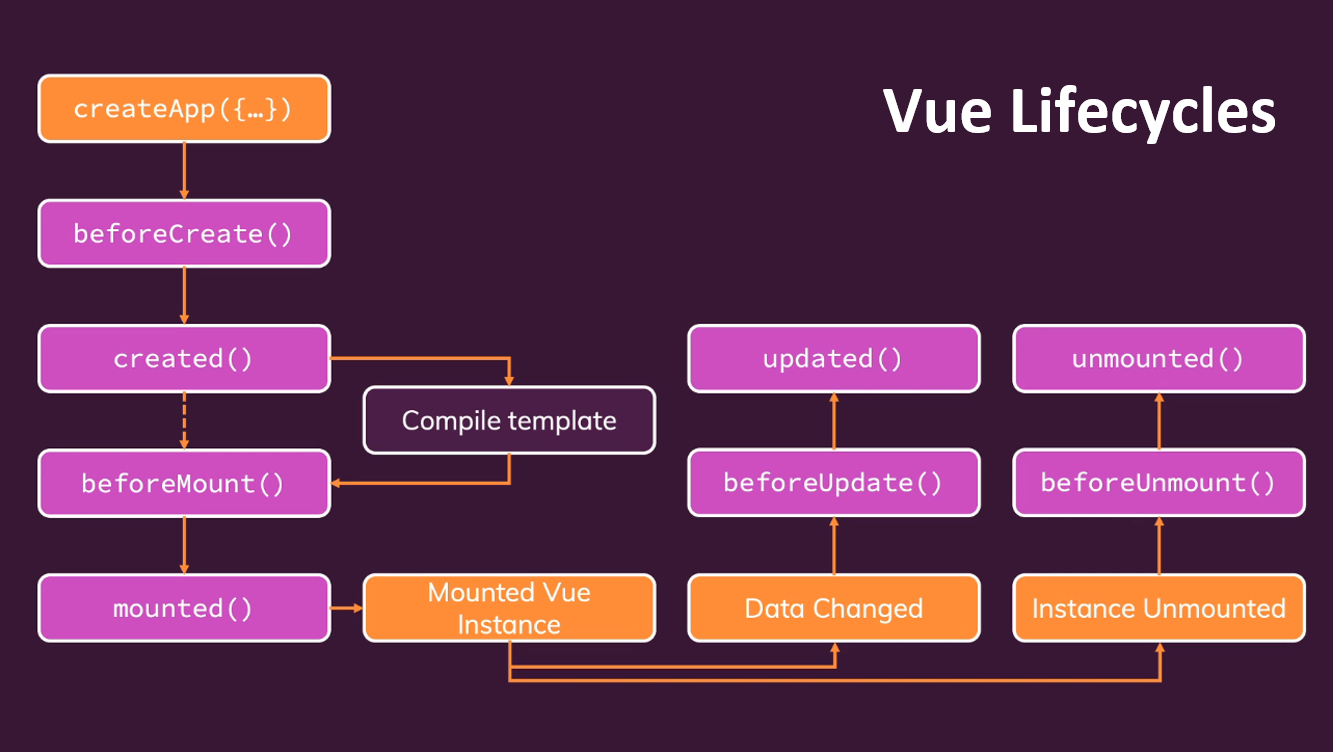 Vue Lifecycles
createApp({…})
beforeCreate()
created()
Compile template
beforeMount()
mounted()
Mounted Vue
Instance
Data Changed
beforeUpdate()
updated()
Instance Unmounted
beforeUnmount()
unmounted()